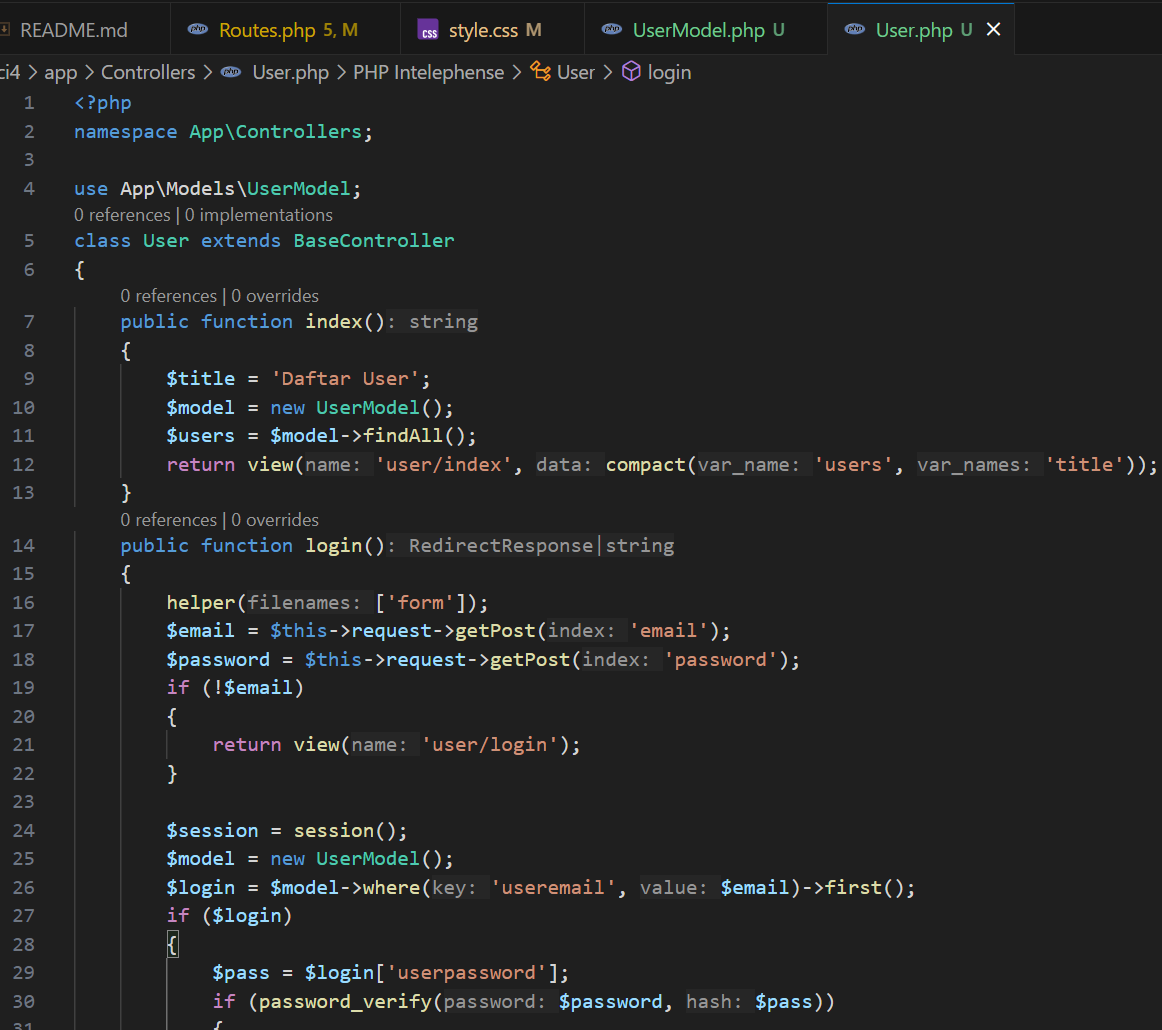 README.md Routes.php 5, M style.css M UserModel.php U User.php U
ci4 > app > Controllers > User.php > PHP Intelephense > User > login
1 <?php
2 namespace App\Controllers;
3
4 use App\Models\UserModel;
0 references | 0 implementations
5 class User extends BaseController
6 {
0 references | 0 overrides
7 public function index(): string
8 {
9 $title = 'Daftar User';
10 $model = new UserModel();
11 $users = $model->findAll();
12 return view(name: 'user/index', data: compact(var_name: 'users', var_names: 'title'));
13 }
0 references | 0 overrides
14 public function login(): RedirectResponse|string
15 {
16 helper(filenames: ['form']);
17 $email = $this->request->getPost(index: 'email');
18 $password = $this->request->getPost(index: 'password');
19 if (!$email)
20 {
21 return view(name: 'user/login');
22 }
23
24 $session = session();
25 $model = new UserModel();
26 $login = $model->where(key: 'useremail', value: $email)->first();
27 if ($login)
28 {
29 $pass = $login['userpassword'];
30 if (password_verify(password: $password, hash: $pass))
31 {